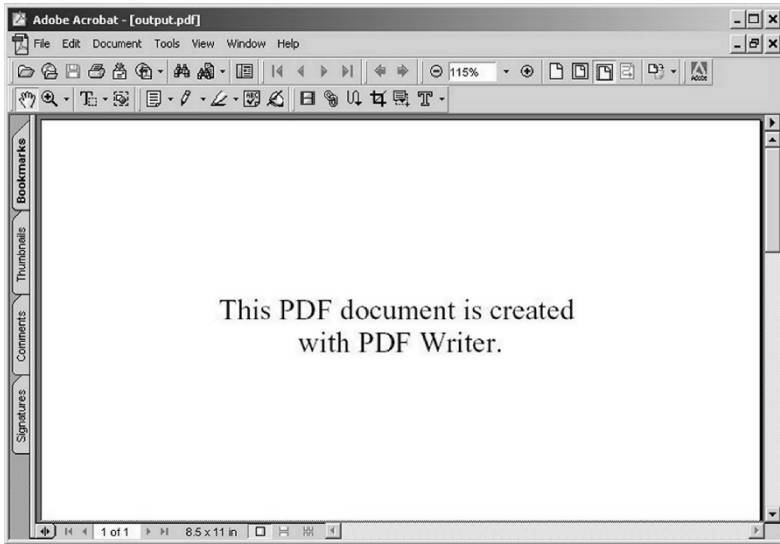 Adobe Acrobat - [output.pdf]
File Edit Document Tools View Window Help
115%
Bookmarks
Thumbnails
Comments
Signatures
This PDF document is created
with PDF Writer.
1 of 1 8.5 x 11 in